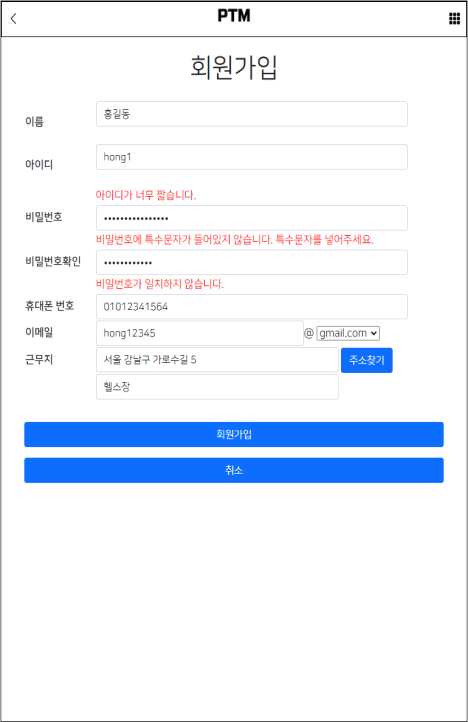 PTM
회원가입
이름 홍길동
아이디 hong1
아이디가 너무 짧습니다.
비밀번호 ••••••••••••••••
비밀번호에 특수문자가 들어있지 않습니다. 특수문자를 넣어주세요.
비밀번호확인 ••••••••••••
비밀번호가 일치하지 않습니다.
휴대폰 번호 01012341564
이메일 hong12345 @ gmail.com
근무지 서울 강남구 가로수길 5 주소찾기
헬스장
회원가입
취소